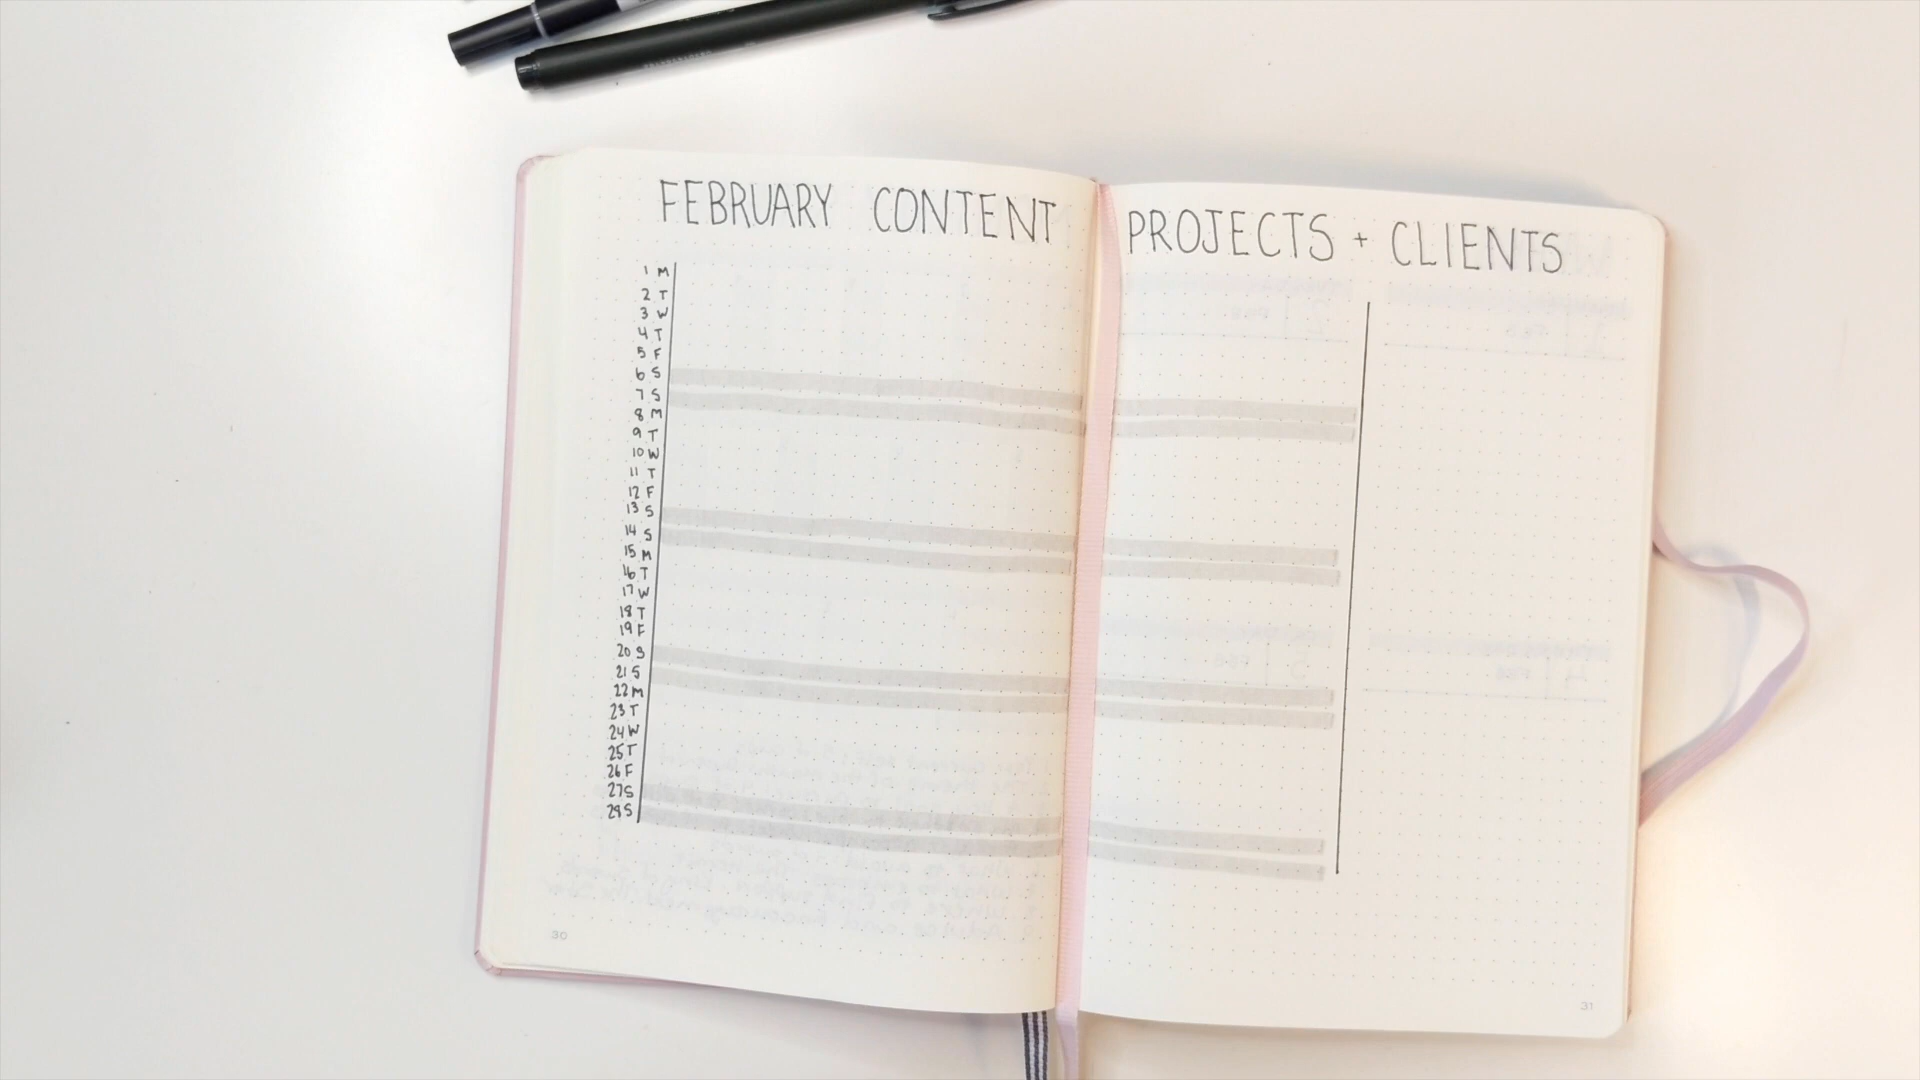 FEBRUARY CONTENT
1 M
2 T
3 W
4 T
5 F
6 S
7 S
8 M
9 T
10 W
11 T
12 F
13 S
14 S
15 M
16 T
17 W
18 T
19 F
20 S
21 S
22 M
23 T
24 W
25 T
26 F
27 S
28 S
30
PROJECTS + CLIENTS
31